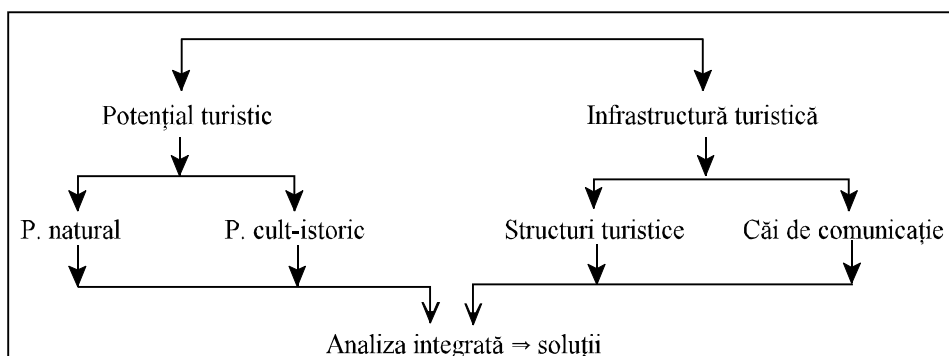 Potențial turistic Infrastructură turistică
P. natural P. cult-istoric Structuri turistice Căi de comunicație
Analiza integrată ⇒ soluții